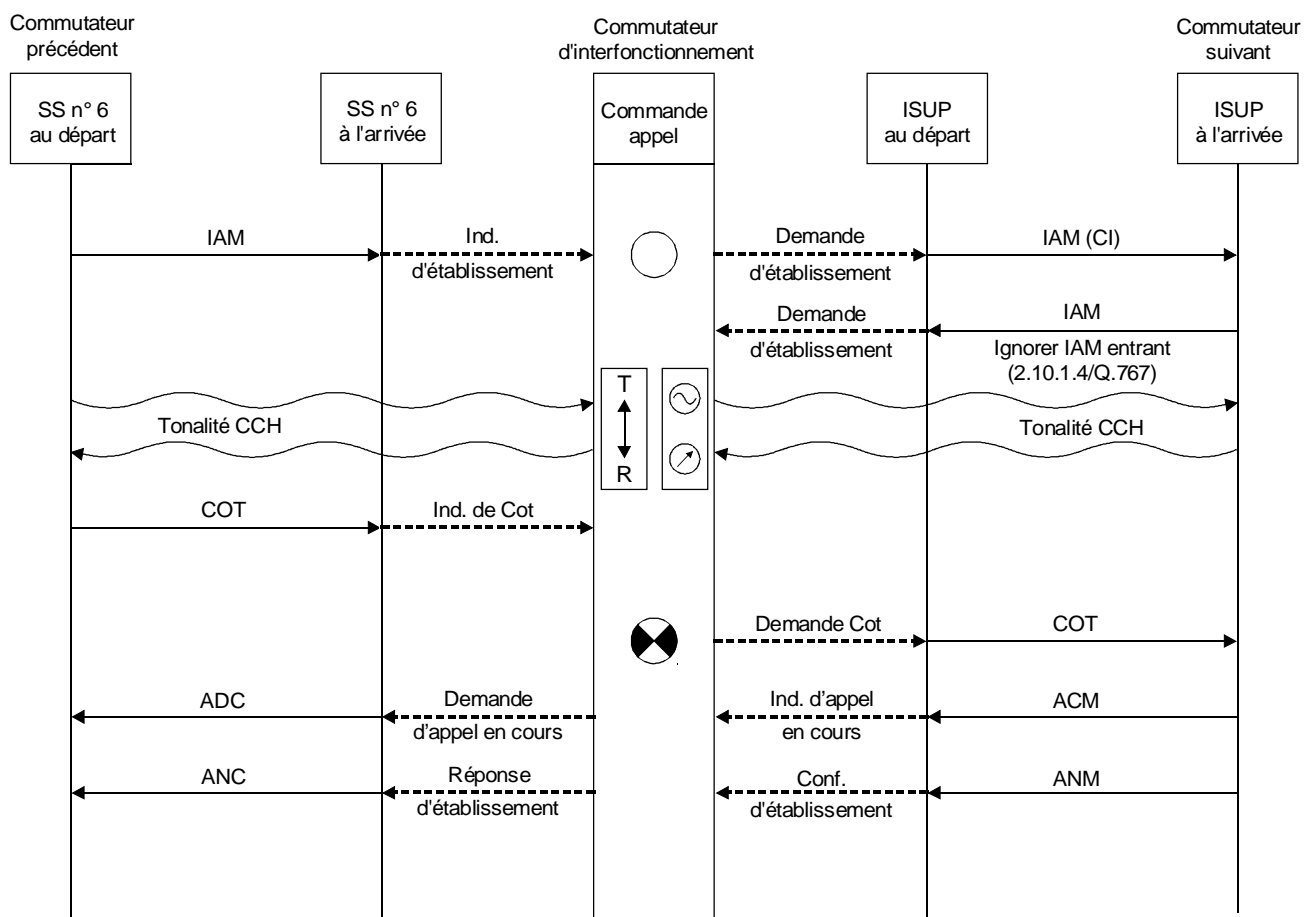 Commutateur
précédent
Commutateur
d'interfonctionnement
Commutateur
suivant
SS n° 6
au départ
SS n° 6
à l'arrivée
Commande
appel
ISUP
au départ
ISUP
à l'arrivée
IAM
Ind.
d'établissement
Demande
d'établissement
IAM (CI)
Demande
d'établissement
IAM
Ignorer IAM entrant
(2.10.1.4/Q.767)
T
R
Tonalité CCH
Tonalité CCH
COT
Ind. de Cot
Demande Cot
COT
ADC
Demande
d'appel en cours
Ind. d'appel
en cours
ACM
ANC
Réponse
d'établissement
Conf.
d'établissement
ANM